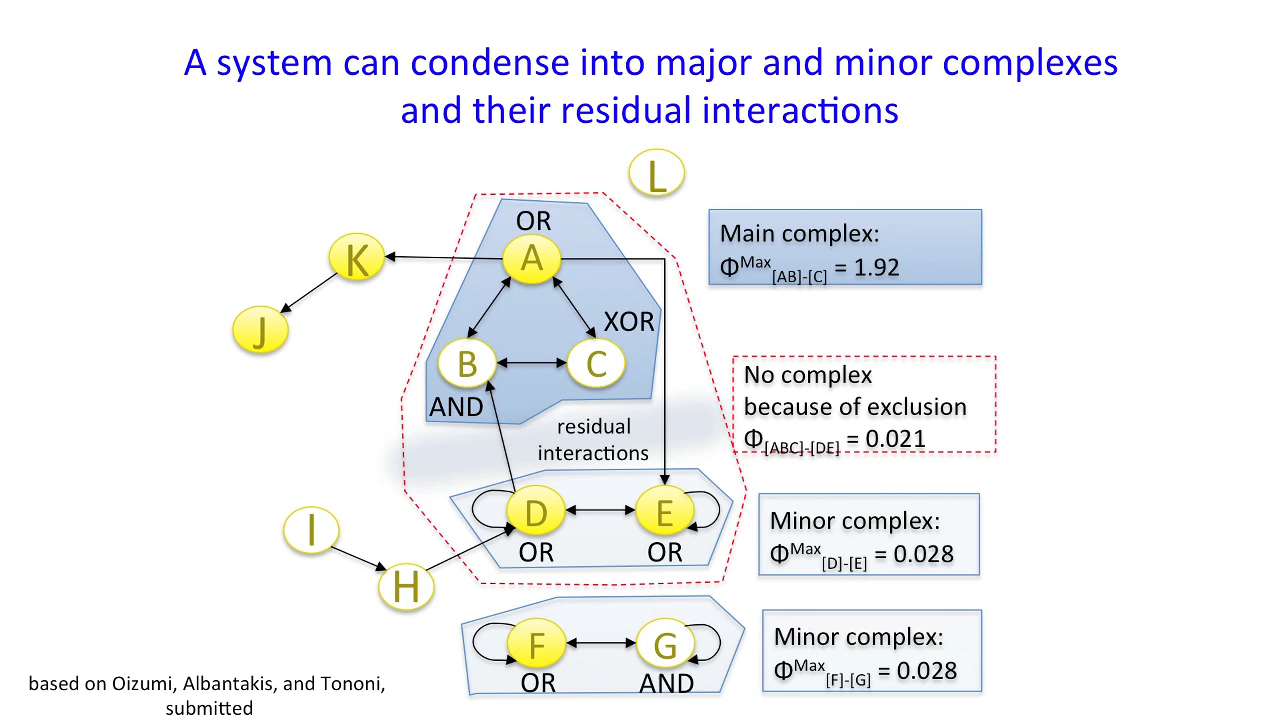 A system can condense into major and minor complexes
and their residual interactions
L
OR
A
K
J
XOR
B
C
AND
Main complex:
ΦMax[AB]-[C] = 1.92
No complex
because of exclusion
Φ[ABC]-[DE] = 0.021
residual
interactions
D
E
OR
OR
I
H
Minor complex:
ΦMax[D]-[E] = 0.028
F
G
OR
AND
Minor complex:
ΦMax[F]-[G] = 0.028
based on Oizumi, Albantakis, and Tononi,
submitted